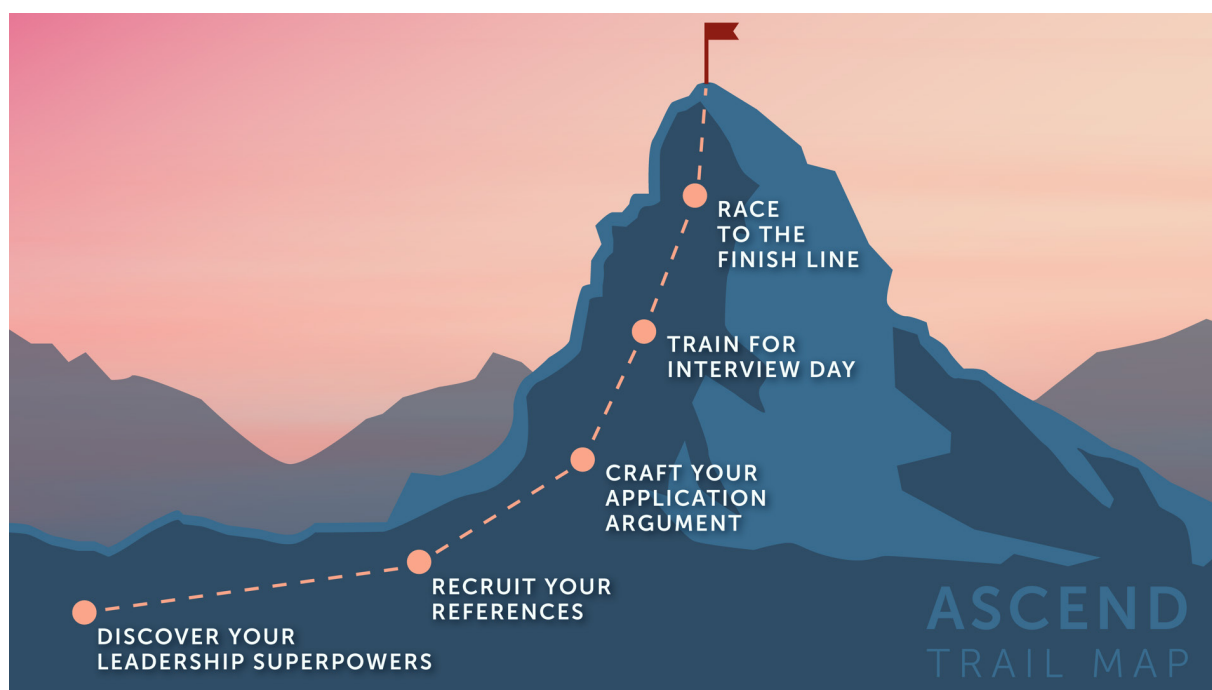 RACE
TO THE
FINISH LINE
TRAIN FOR
INTERVIEW DAY
CRAFT YOUR
APPLICATION
ARGUMENT
RECRUIT YOUR
REFERENCES
DISCOVER YOUR
LEADERSHIP SUPERPOWERS
ASCEND
TRAIL MAP